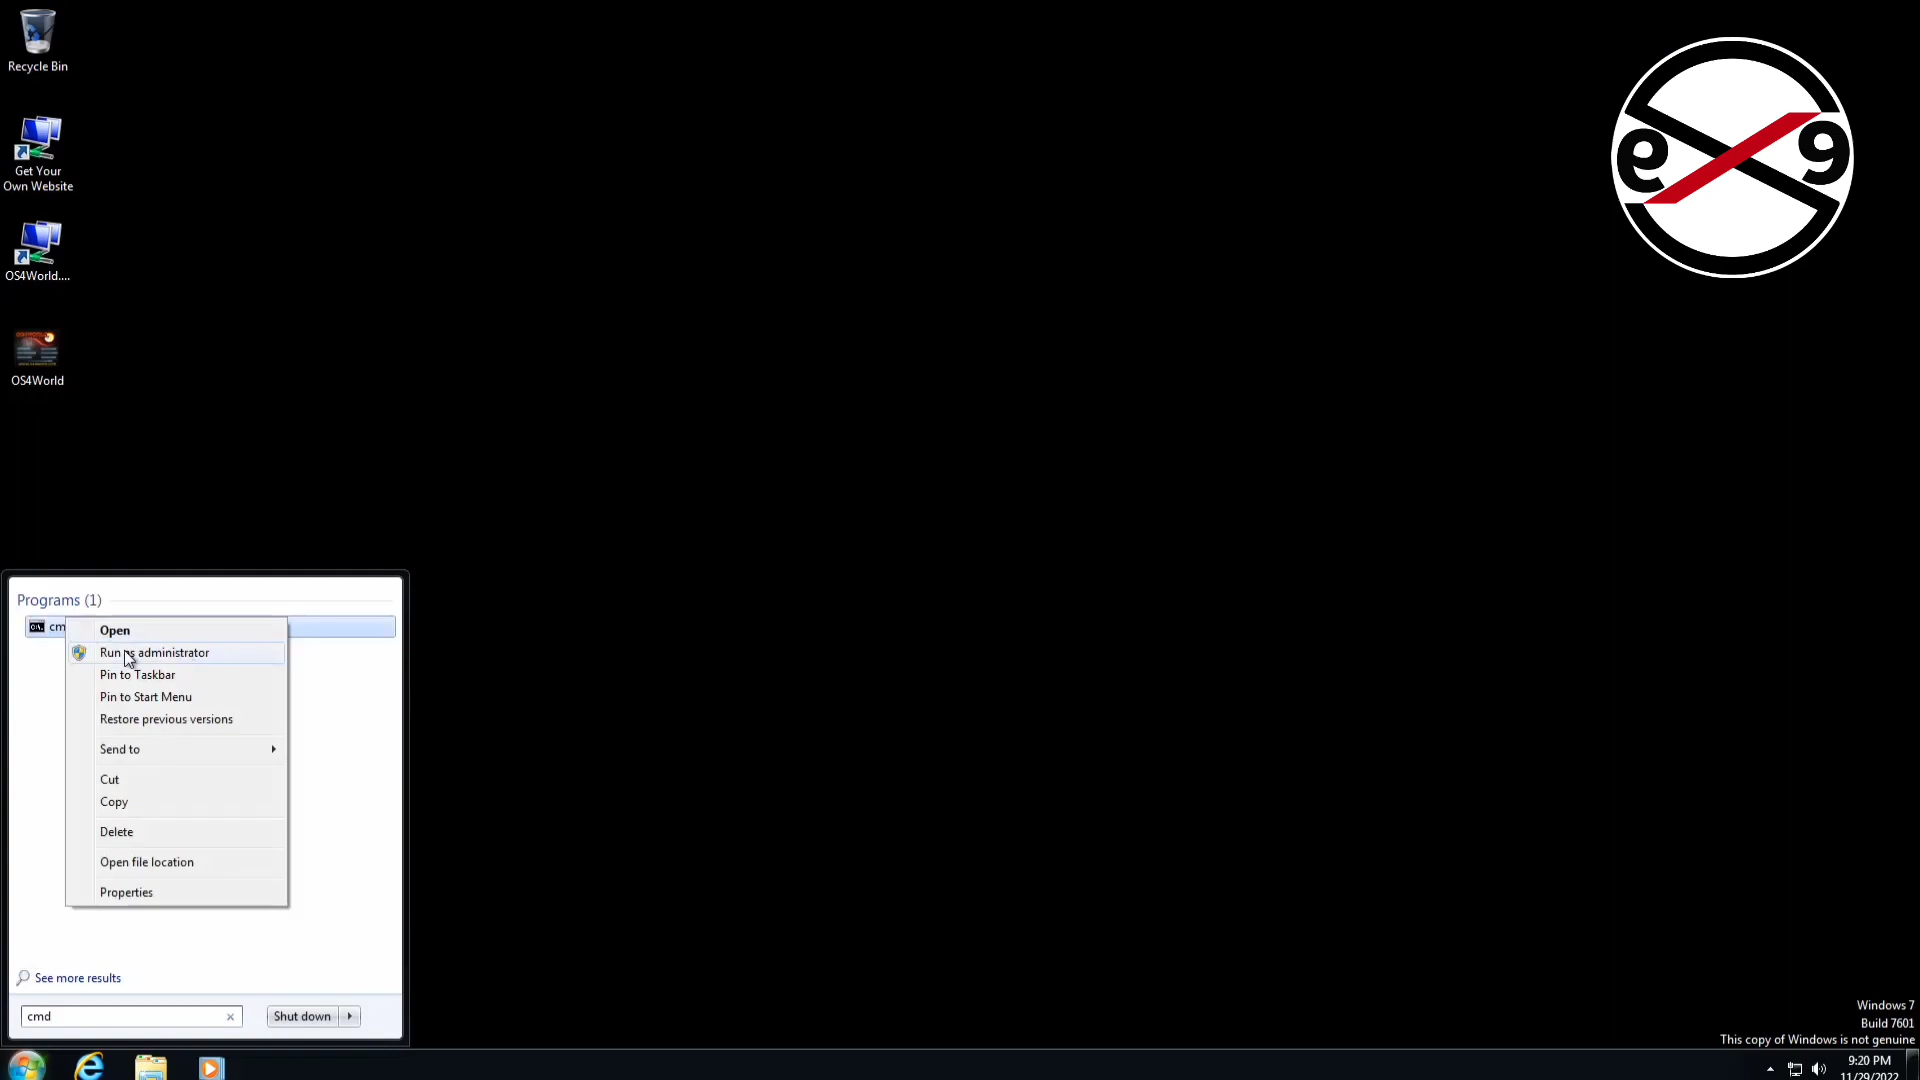 Recycle Bin
Get Your
Own Website
OS4World....
OS4World
e
9
Programs (1)
Open
Run as administrator
Pin to Taskbar
Pin to Start Menu
Restore previous versions
Send to
Cut
Copy
Delete
Open file location
Properties
See more results
cmd
Shut down
Windows 7
Build 7601
This copy of Windows is not genuine
9:20 PM
11/29/2022